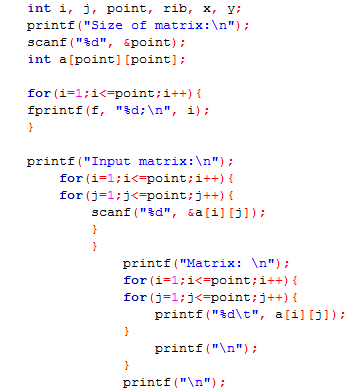 int i, j, point, rib, x, y;
printf("Size of matrix:\n");
scanf("%d", &point);
int a[point][point];
for(i=1;i<=point;i++){
fprintf(f, "%d;\n", i);
}
printf("Input matrix:\n");
for(i=1;i<=point;i++){
for(j=1;j<=point;j++){
scanf("%d", &a[i][j]);
}
}
printf("Matrix: \n");
for(i=1;i<=point;i++){
for(j=1;j<=point;j++){
printf("%d\t", a[i][j]);
}
printf("\n");
}
printf("\n");